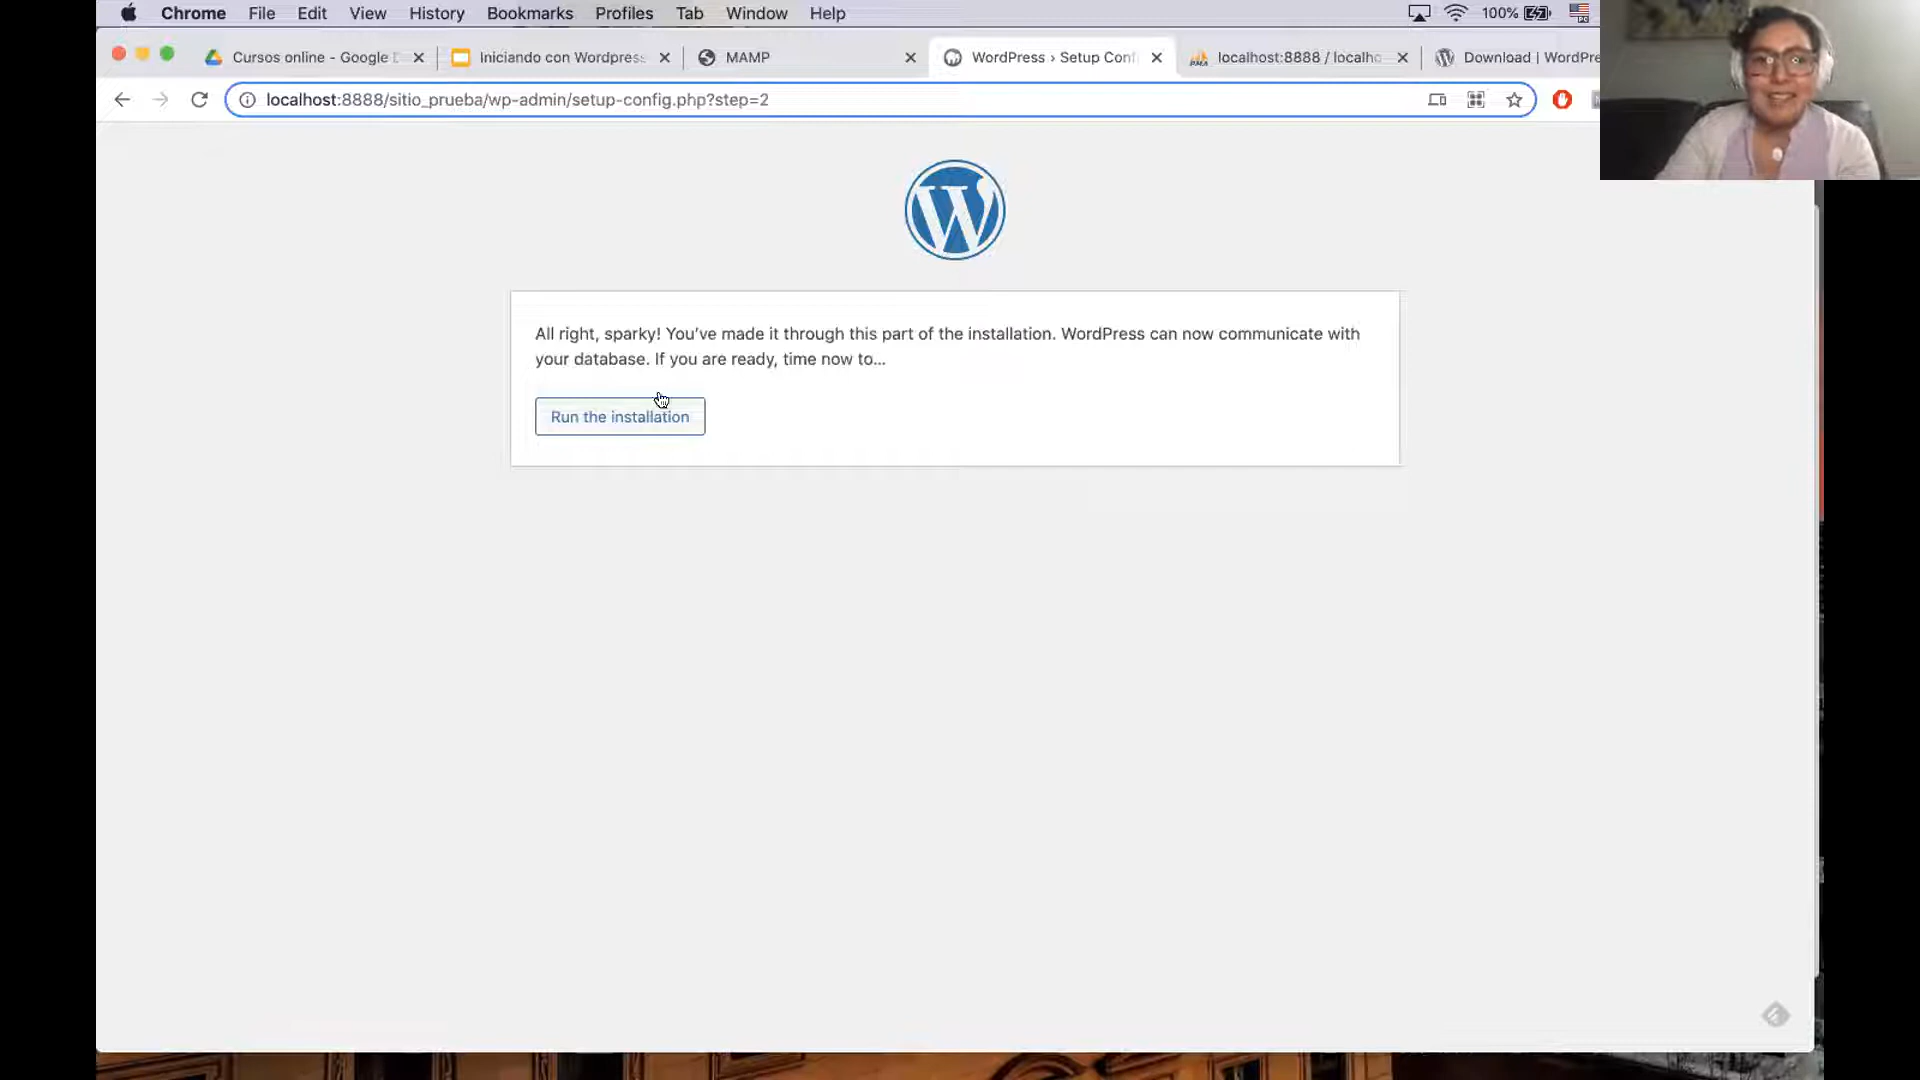 Chrome File Edit View History Bookmarks Profiles Tab Window Help 100%
Cursos online - Google Iniciando con Wordpress MAMP WordPress › Setup Conf localhost:8888 / localho Download | WordPre
localhost:8888/sitio_prueba/wp-admin/setup-config.php?step=2
All right, sparky! You've made it through this part of the installation. WordPress can now communicate with
your database. If you are ready, time now to...
Run the installation